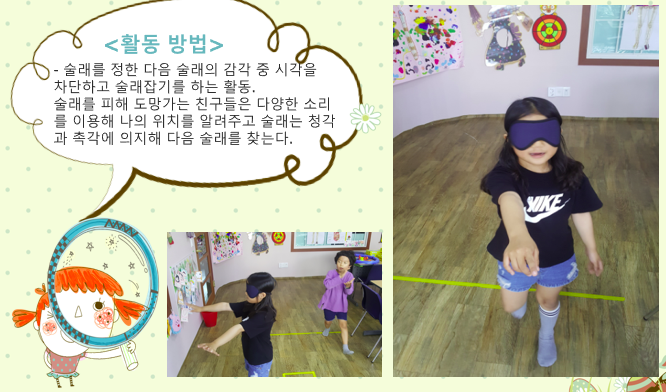 <활동 방법>
- 술래를 정한 다음 술래의 감각 중 시각을
차단하고 술래잡기를 하는 활동.
술래를 피해 도망가는 친구들은 다양한 소리
를 이용해 나의 위치를 알려주고 술래는 청각
과 촉각에 의지해 다음 술래를 찾는다.
NIKE